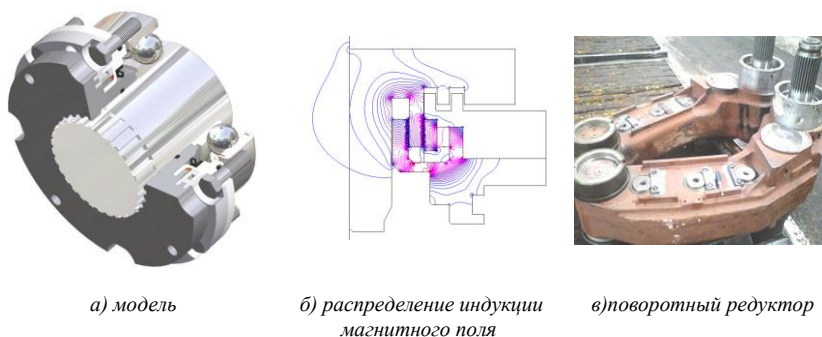 а) модель
б) распределение индукции
магнитного поля
в)поворотный редуктор